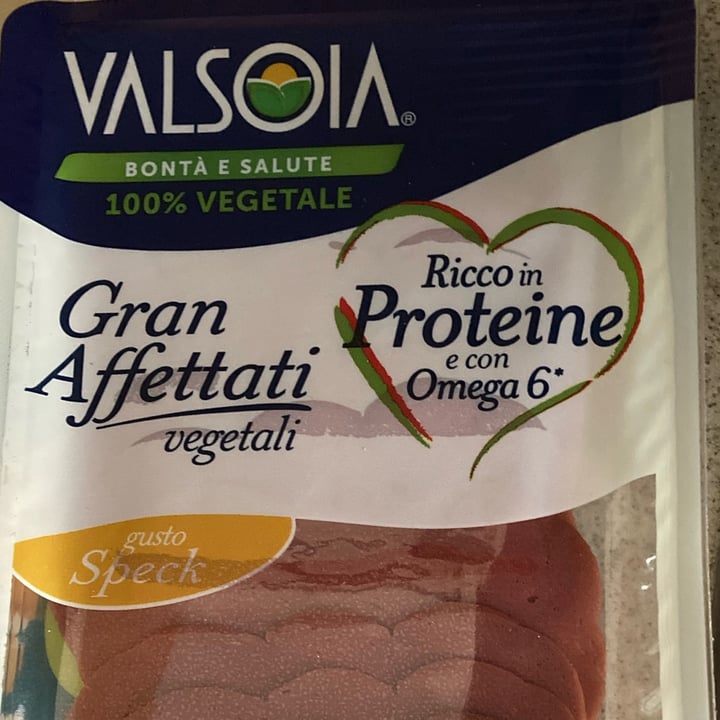 VALSOIA®
BONTÀ E SALUTE
100% VEGETALE
Gran
Affettati
vegetali
Ricco in
Proteine
e con
Omega 6*
gusto
Speck